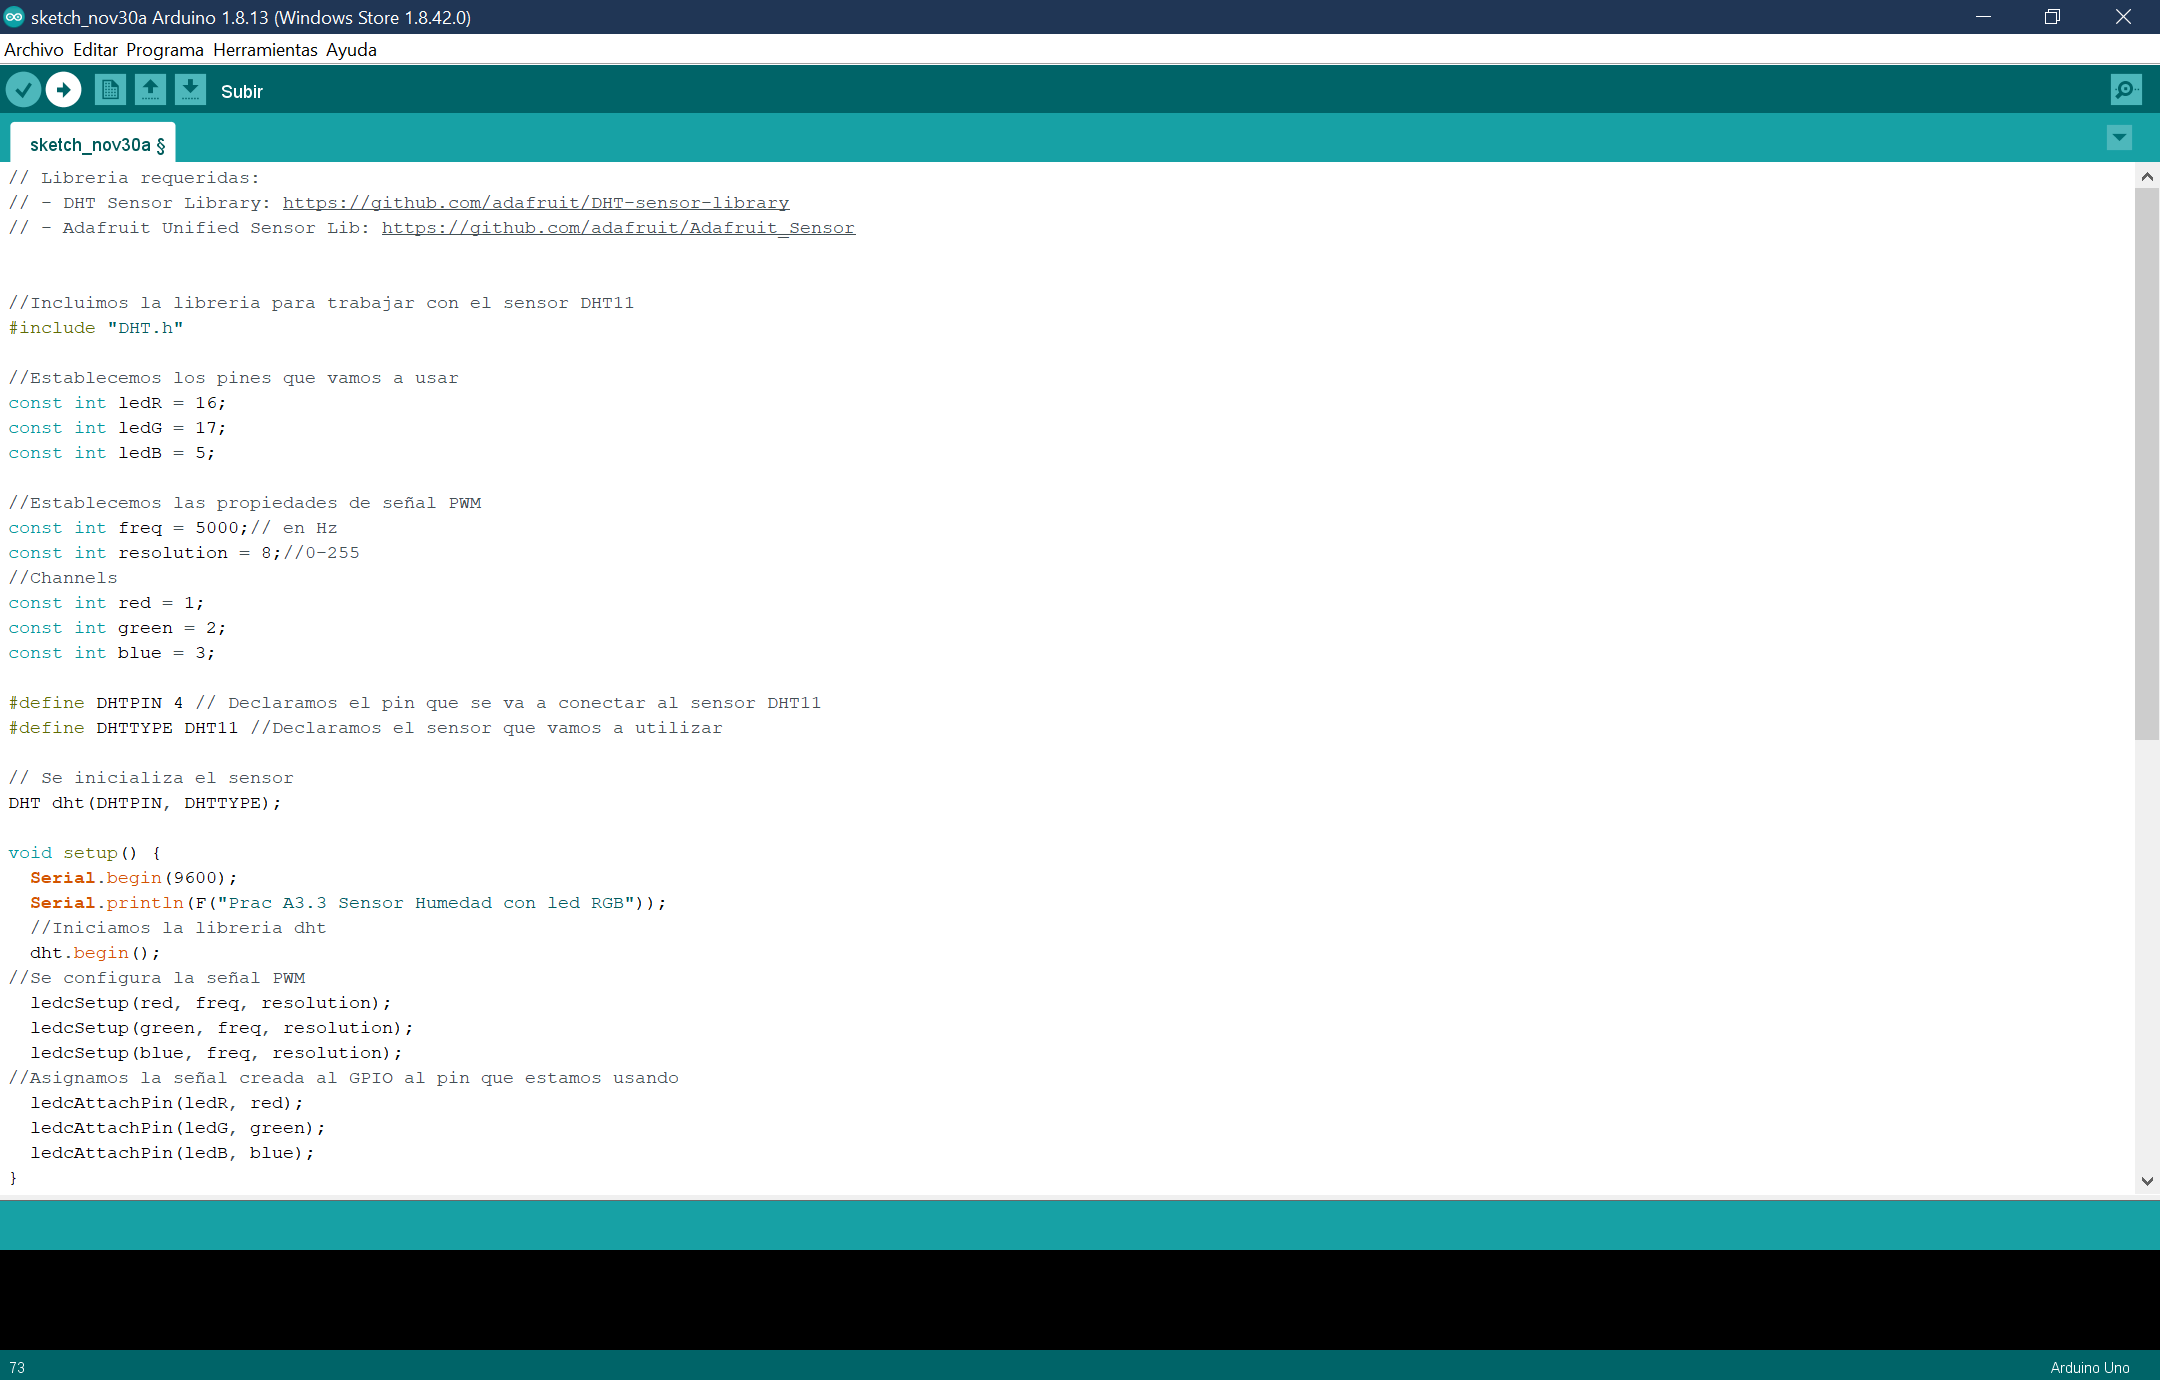 sketch_nov30a Arduino 1.8.13 (Windows Store 1.8.42.0)
Archivo Editar Programa Herramientas Ayuda
Subir
sketch_nov30a §
// Libreria requeridas:
// - DHT Sensor Library: https://github.com/adafruit/DHT-sensor-library
// - Adafruit Unified Sensor Lib: https://github.com/adafruit/Adafruit_Sensor
//Incluimos la libreria para trabajar con el sensor DHT11
#include "DHT.h"
//Establecemos los pines que vamos a usar
const int ledR = 16;
const int ledG = 17;
const int ledB = 5;
//Establecemos las propiedades de señal PWM
const int freq = 5000;// en Hz
const int resolution = 8;//0-255
//Channels
const int red = 1;
const int green = 2;
const int blue = 3;
#define DHTPIN 4 // Declaramos el pin que se va a conectar al sensor DHT11
#define DHTTYPE DHT11 //Declaramos el sensor que vamos a utilizar
// Se inicializa el sensor
DHT dht(DHTPIN, DHTTYPE);
void setup() {
  Serial.begin(9600);
  Serial.println(F("Prac A3.3 Sensor Humedad con led RGB"));
  //Iniciamos la libreria dht
  dht.begin();
//Se configura la señal PWM
  ledcSetup(red, freq, resolution);
  ledcSetup(green, freq, resolution);
  ledcSetup(blue, freq, resolution);
//Asignamos la señal creada al GPIO al pin que estamos usando
  ledcAttachPin(ledR, red);
  ledcAttachPin(ledG, green);
  ledcAttachPin(ledB, blue);
}
73
Arduino Uno